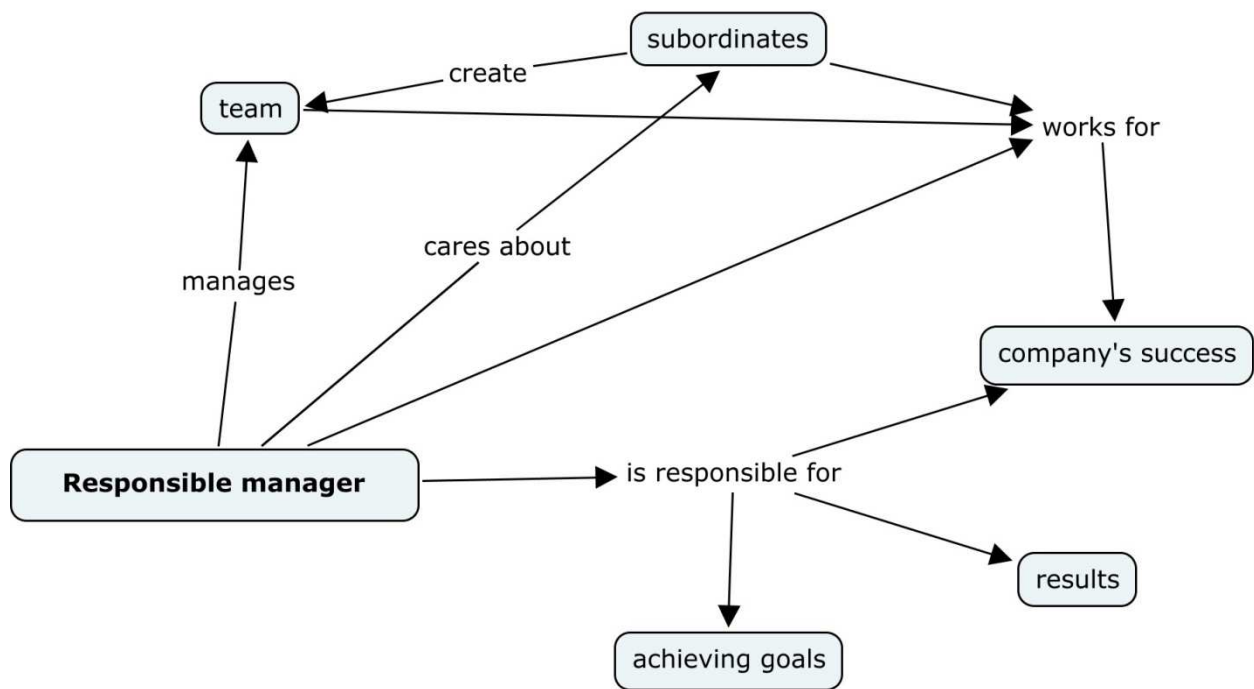 subordinates
create
team
works for
cares about
manages
company's success
Responsible manager
is responsible for
results
achieving goals